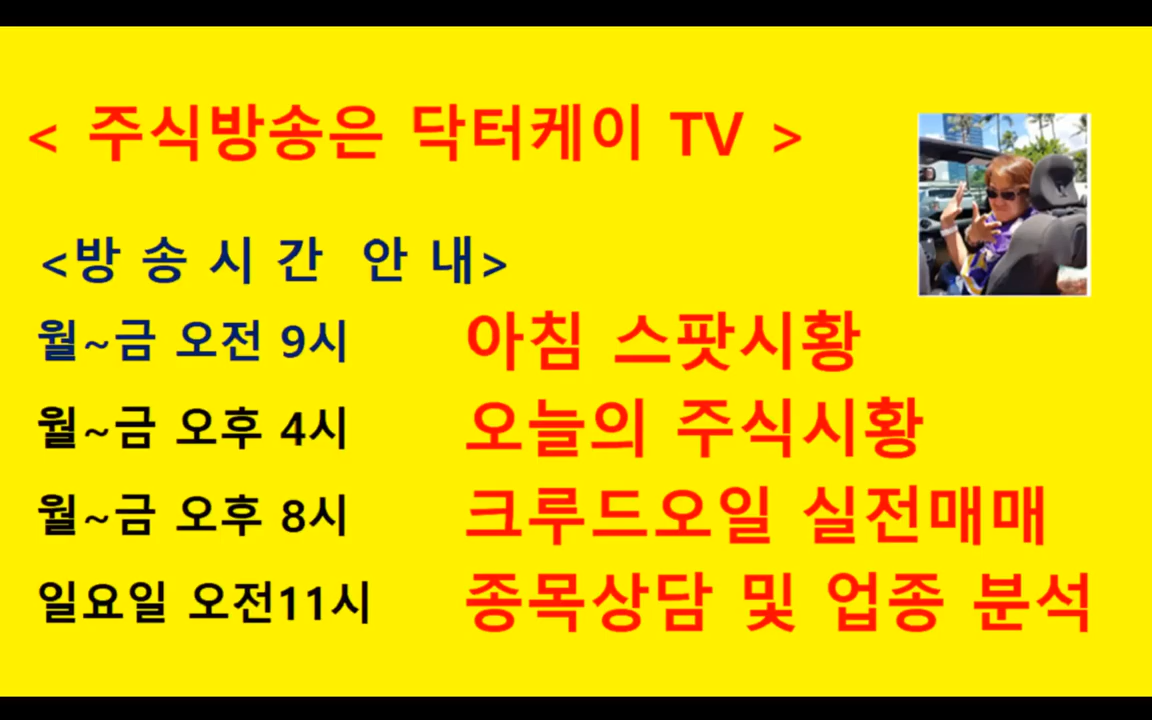 < 주식방송은 닥터케이 TV >
<방 송 시 간 안 내>
월~금 오전 9시 아침 스팟시황
월~금 오후 4시 오늘의 주식시황
월~금 오후 8시 크루드오일 실전매매
일요일 오전11시 종목상담 및 업종 분석